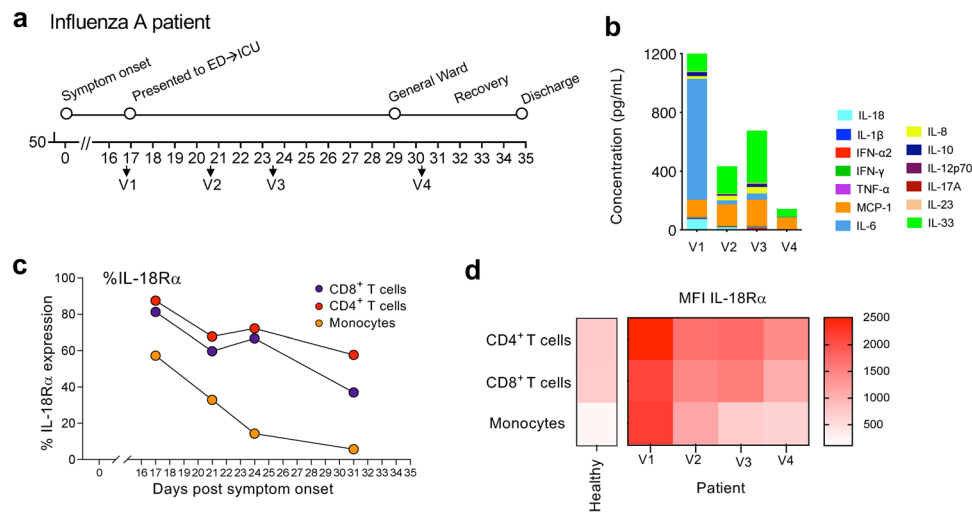 a Influenza A patient
Symptom onset
Presented to ED→ICU
General Ward
Recovery
Discharge
50
0 // 16 17 18 19 20 21 22 23 24 25 26 27 28 29 30 31 32 33 34 35
V1 V2 V3 V4
b
Concentration (pg/mL)
1200
800
400
0
V1 V2 V3 V4
IL-18
IL-1β
IFN-α2
IFN-γ
TNF-α
MCP-1
IL-6
IL-8
IL-10
IL-12p70
IL-17A
IL-23
IL-33
c
%IL-18Rα
CD8⁺ T cells
CD4⁺ T cells
Monocytes
% IL-18Rα expression
100
80
60
40
20
0
0 // 16 17 18 19 20 21 22 23 24 25 26 27 28 29 30 31 32 33 34 35
Days post symptom onset
d
MFI IL-18Rα
CD4⁺ T cells
CD8⁺ T cells
Monocytes
Healthy
V1 V2 V3 V4
Patient
2500
2000
1500
1000
500